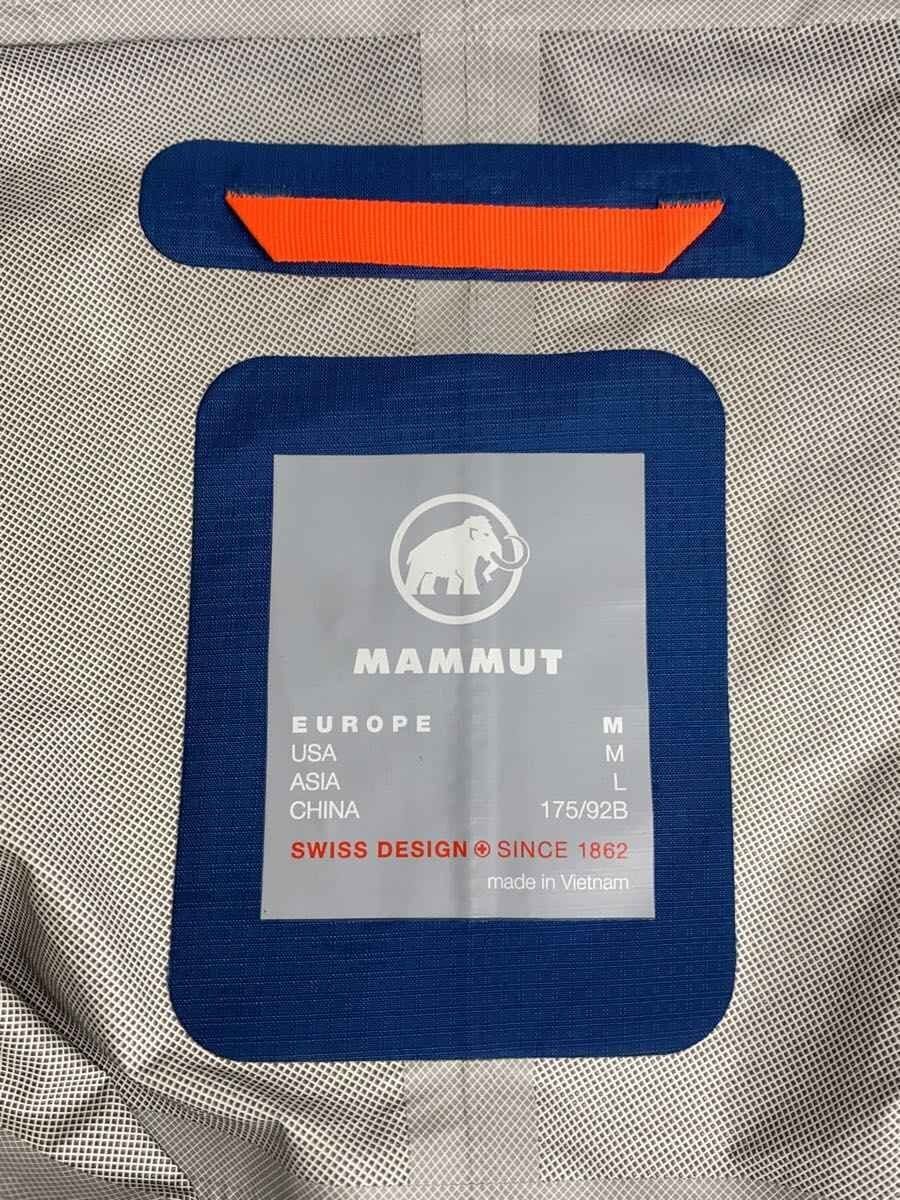 MAMMUT
EUROPE M
USA M
ASIA L
CHINA 175/92B
SWISS DESIGN SINCE 1862
made in Vietnam